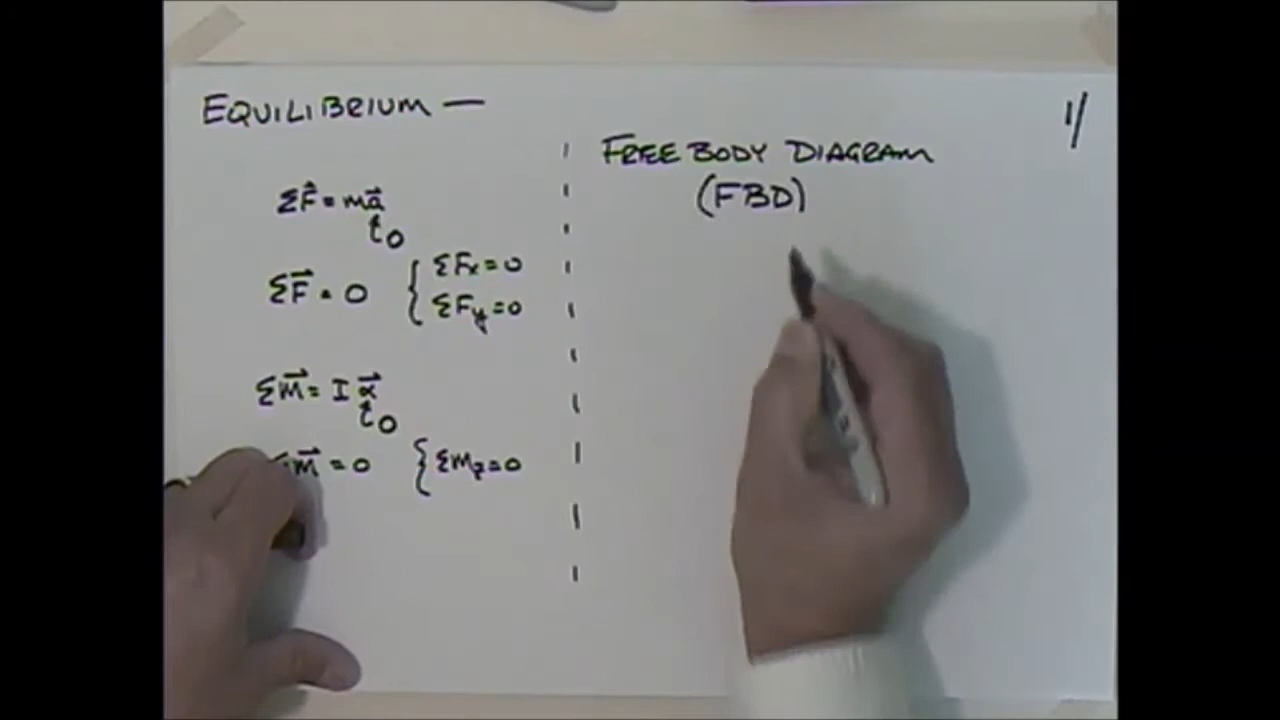 EQUILIBRIUM —
1/
ΣF⃗ = ma⃗
0
ΣF⃗ = 0 { ΣFx = 0
ΣFy = 0
ΣM⃗ = Iα⃗
0
ΣM⃗ = 0 { ΣMz = 0
FREE BODY DIAGRAM
(FBD)